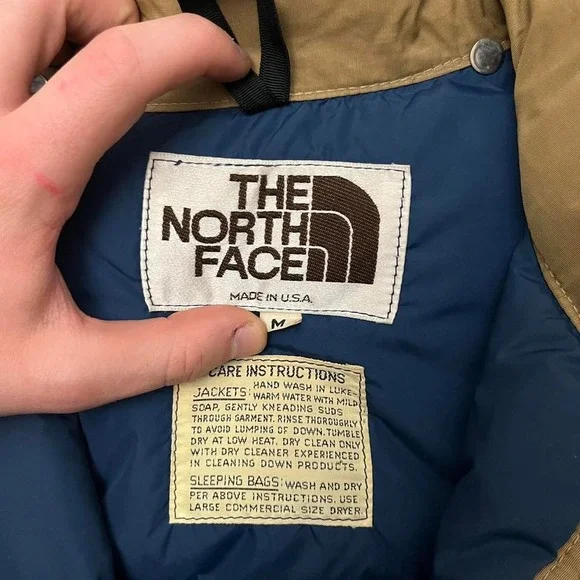 THE
NORTH
FACE
MADE IN U.S.A.
M
CARE INSTRUCTIONS
JACKETS: HAND WASH IN LUKE-
WARM WATER WITH MILD
SOAP, GENTLY KNEADING SUDS
THROUGH GARMENT. RINSE THOROUGHLY
TO AVOID LUMPING OF DOWN. TUMBLE
DRY AT LOW HEAT. DRY CLEAN ONLY
WITH DRY CLEANER EXPERIENCED
IN CLEANING DOWN PRODUCTS.
SLEEPING BAGS: WASH AND DRY
PER ABOVE INSTRUCTIONS. USE
LARGE COMMERCIAL SIZE DRYER.